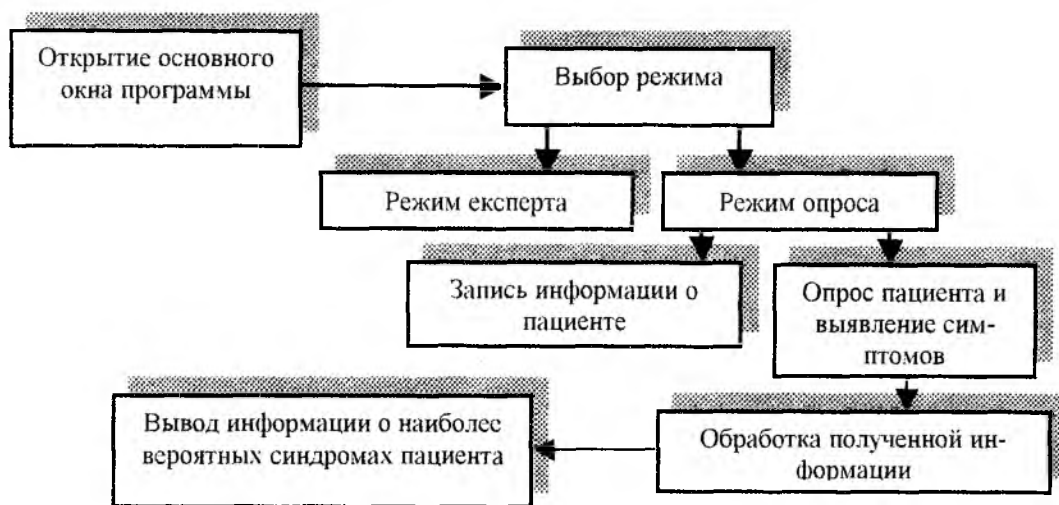 Открытие основного
окна программы
Выбор режима
Режим експерта
Режим опроса
Запись информации о
пациенте
Опрос пациента и
выявление сим-
птомов
Вывод информации о наиболее
вероятных синдромах пациента
Обработка полученной ин-
формации